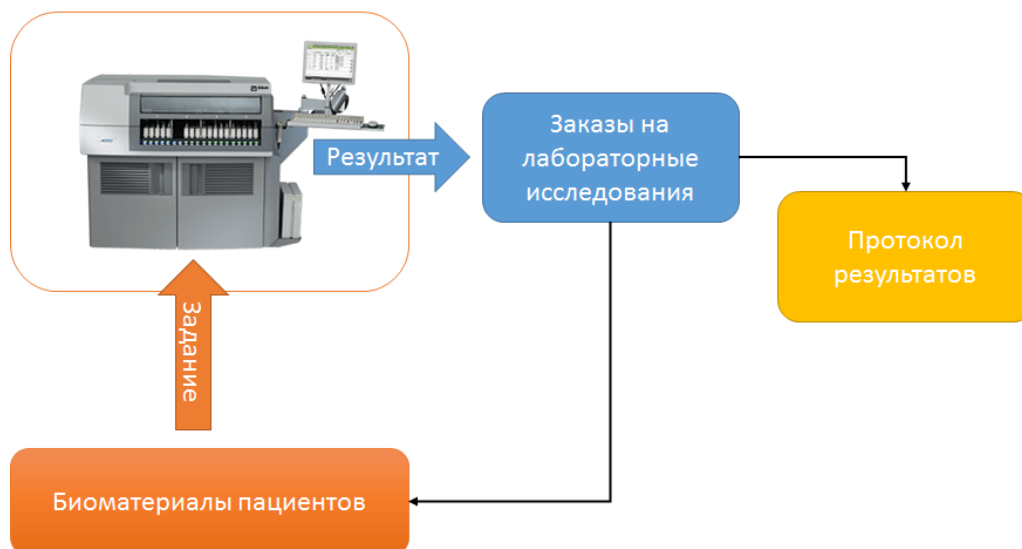 Результат
Заказы на
лабораторные
исследования
Протокол
результатов
Задание
Биоматериалы пациентов